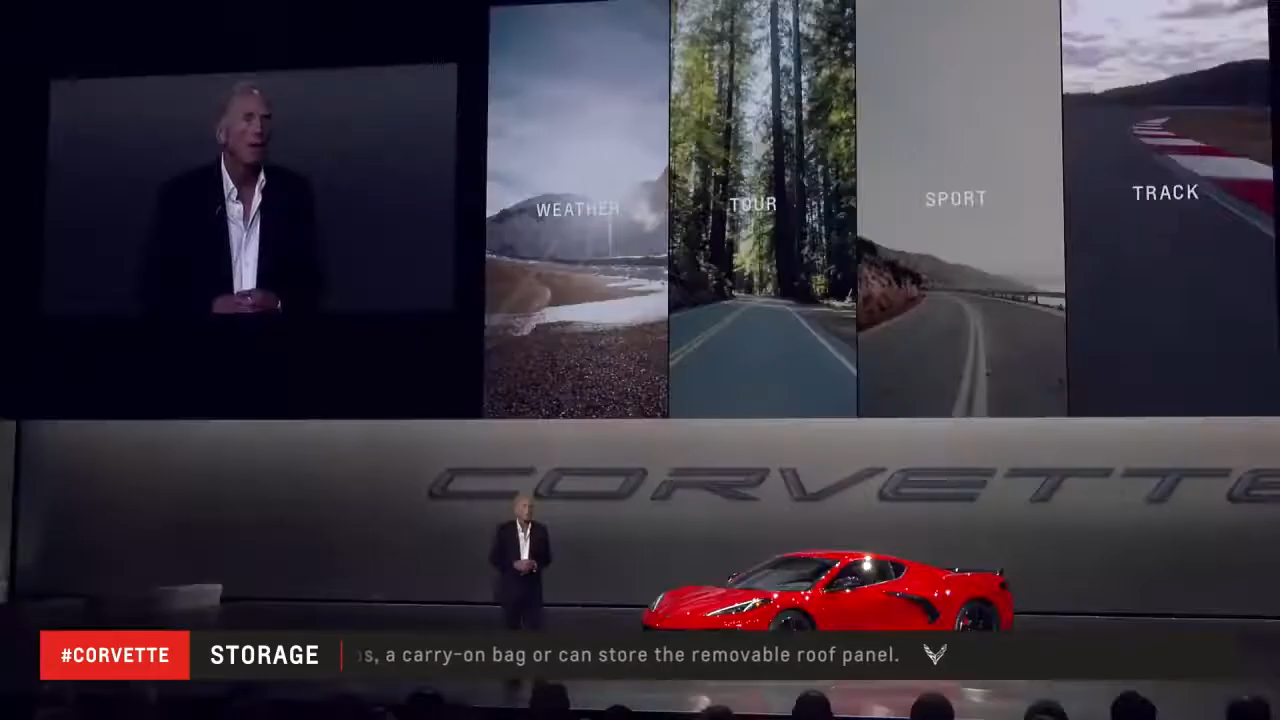 WEATHER
TOUR
SPORT
TRACK
CORVETTE
#CORVETTE
STORAGE
a carry-on bag or can store the removable roof panel.